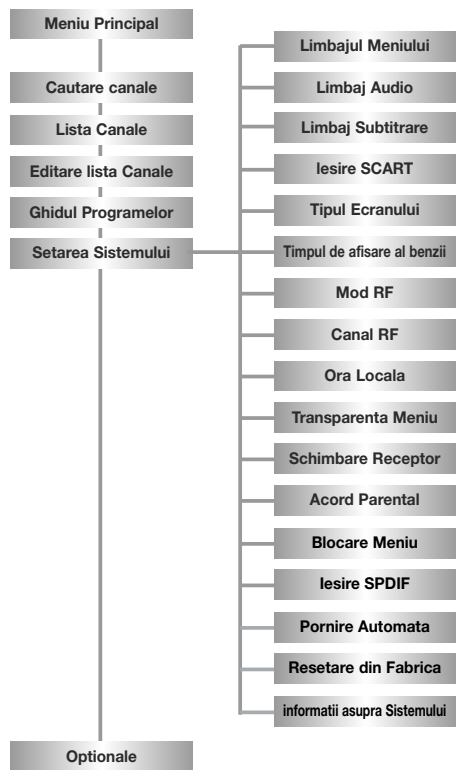 Meniu Principal
Cautare canale
Lista Canale
Editare lista Canale
Ghidul Programelor
Setarea Sistemului
Limbajul Meniului
Limbaj Audio
Limbaj Subtitrare
Iesire SCART
Tipul Ecranului
Timpul de afisare al benzii
Mod RF
Canal RF
Ora Locala
Transparenta Meniu
Schimbare Receptor
Acord Parental
Blocare Meniu
Iesire SPDIF
Pornire Automata
Resetare din Fabrica
informatii asupra Sistemului
Optionale